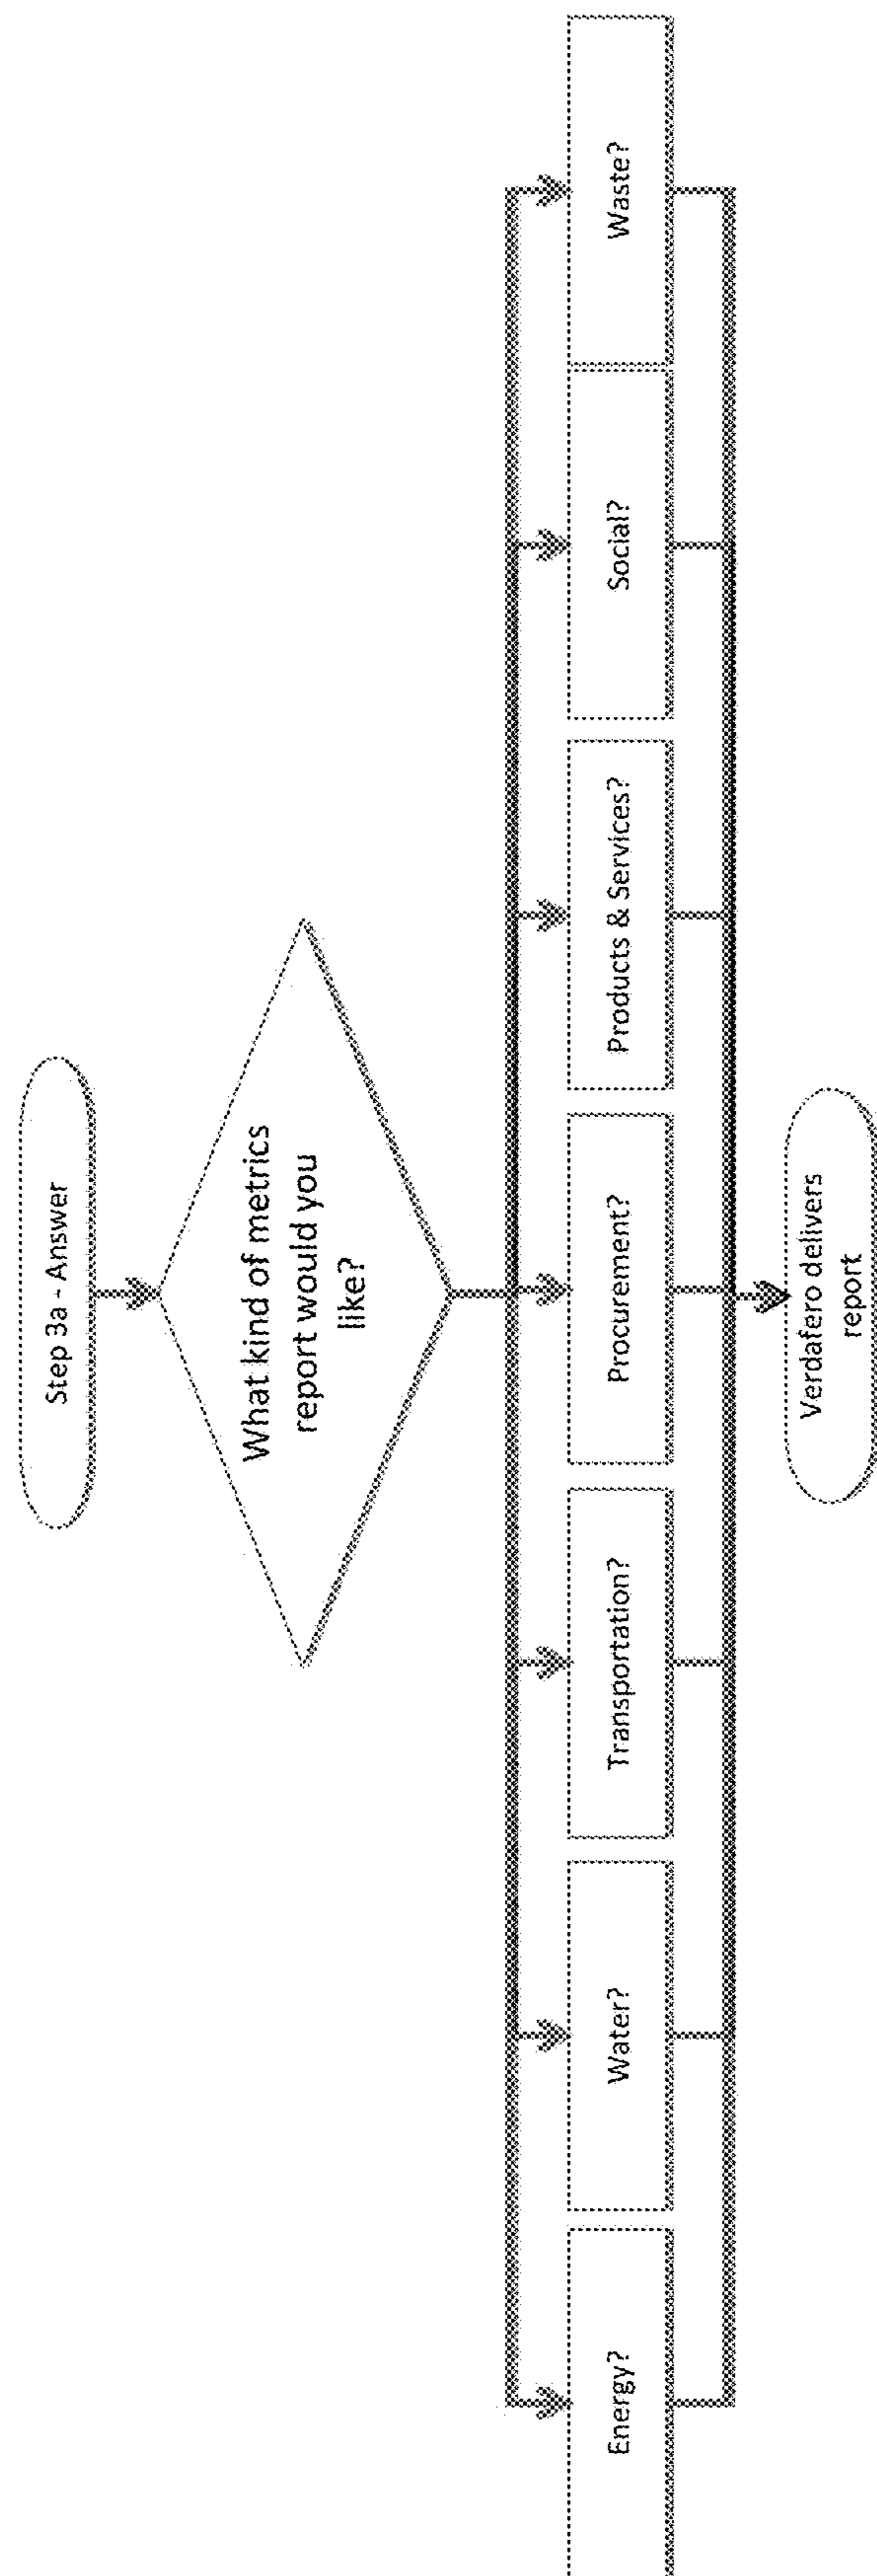 Step 3a - Answer
What kind of metrics
report would you
like?
Energy?
Water?
Transportation?
Procurement?
Products & Services?
Social?
Waste?
Verdafero delivers
report